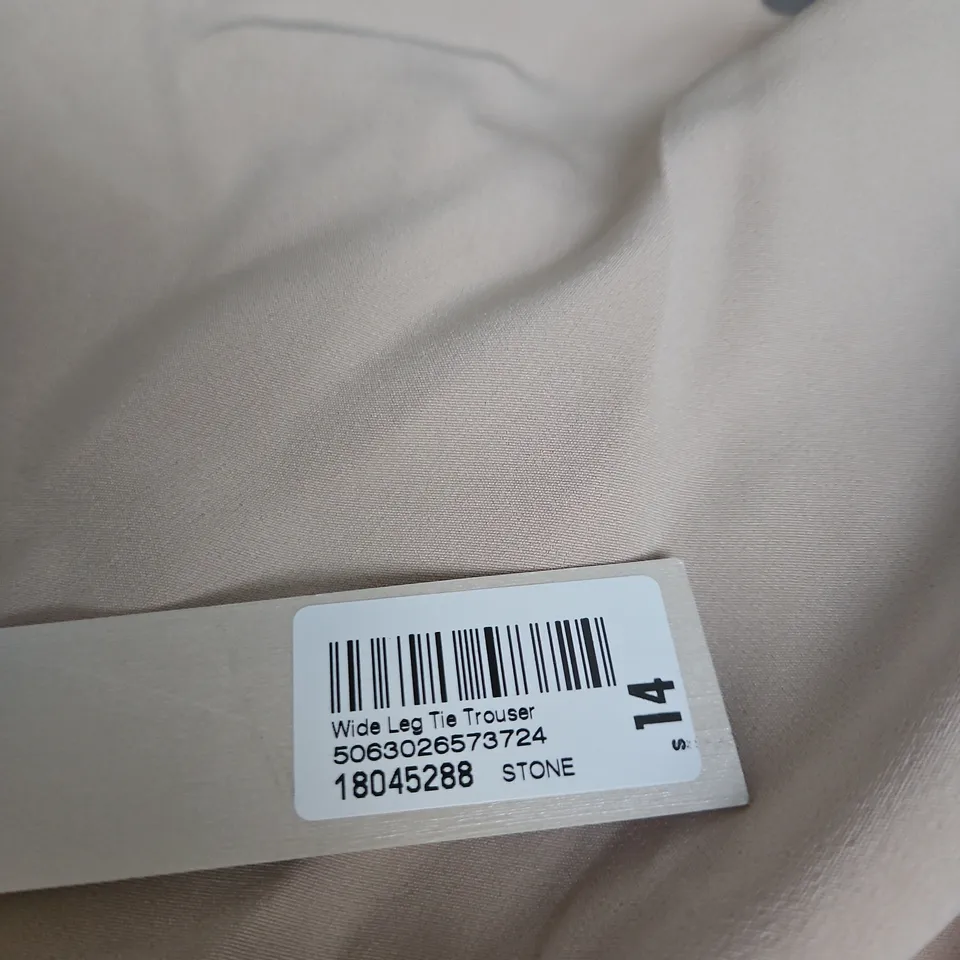 Wide Leg Tie Trouser
5063026573724
18045288 STONE
14
S